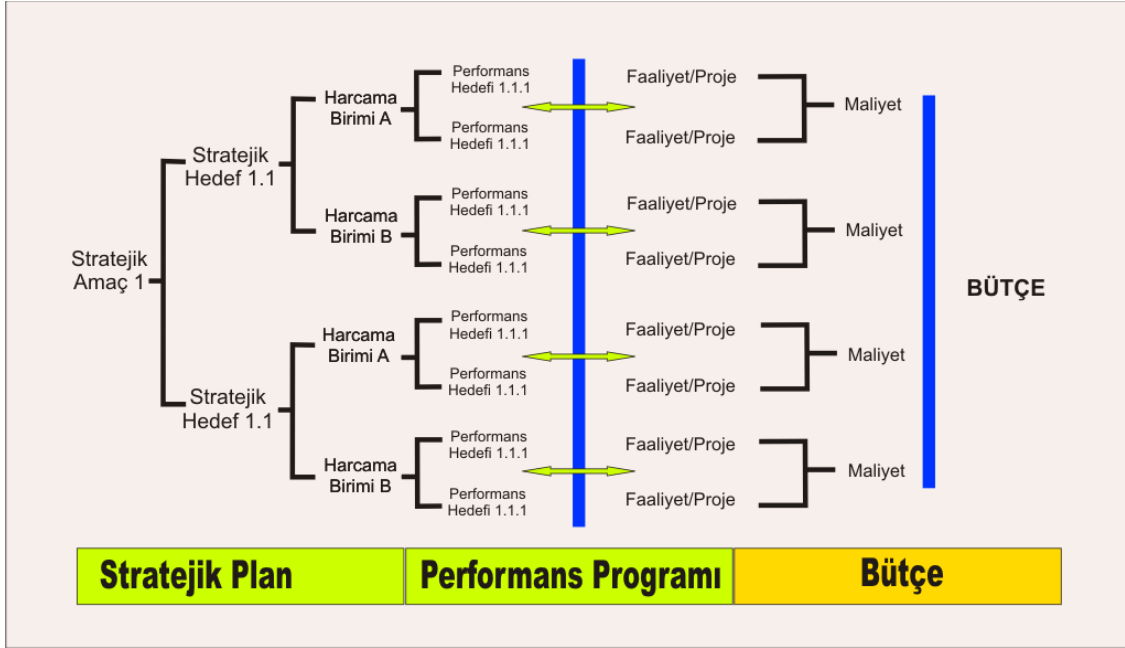 Stratejik
Amaç 1
Stratejik
Hedef 1.1
Harcama
Birimi A
Performans
Hedefi 1.1.1
Performans
Hedefi 1.1.1
Faaliyet/Proje
Faaliyet/Proje
Maliyet
Harcama
Birimi B
Performans
Hedefi 1.1.1
Performans
Hedefi 1.1.1
Faaliyet/Proje
Faaliyet/Proje
Maliyet
Stratejik
Hedef 1.1
Harcama
Birimi A
Performans
Hedefi 1.1.1
Performans
Hedefi 1.1.1
Faaliyet/Proje
Faaliyet/Proje
Maliyet
Harcama
Birimi B
Performans
Hedefi 1.1.1
Performans
Hedefi 1.1.1
Faaliyet/Proje
Faaliyet/Proje
Maliyet
BÜTÇE
Stratejik Plan
Performans Programı
Bütçe